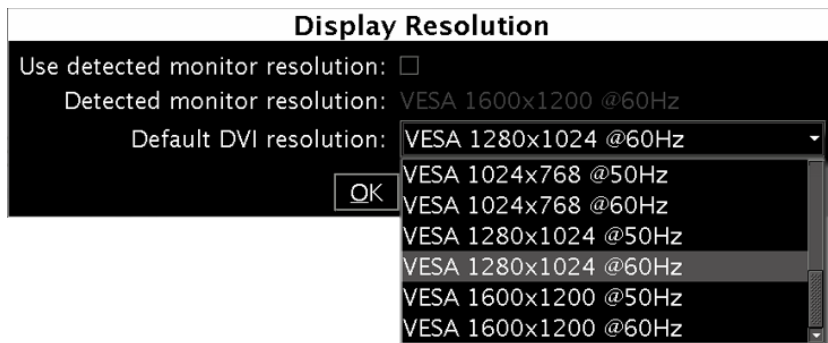 Display Resolution
Use detected monitor resolution:
Detected monitor resolution: VESA 1600x1200 @60Hz
Default DVI resolution: VESA 1280x1024 @60Hz
OK
VESA 1024x768 @50Hz
VESA 1024x768 @60Hz
VESA 1280x1024 @50Hz
VESA 1280x1024 @60Hz
VESA 1600x1200 @50Hz
VESA 1600x1200 @60Hz